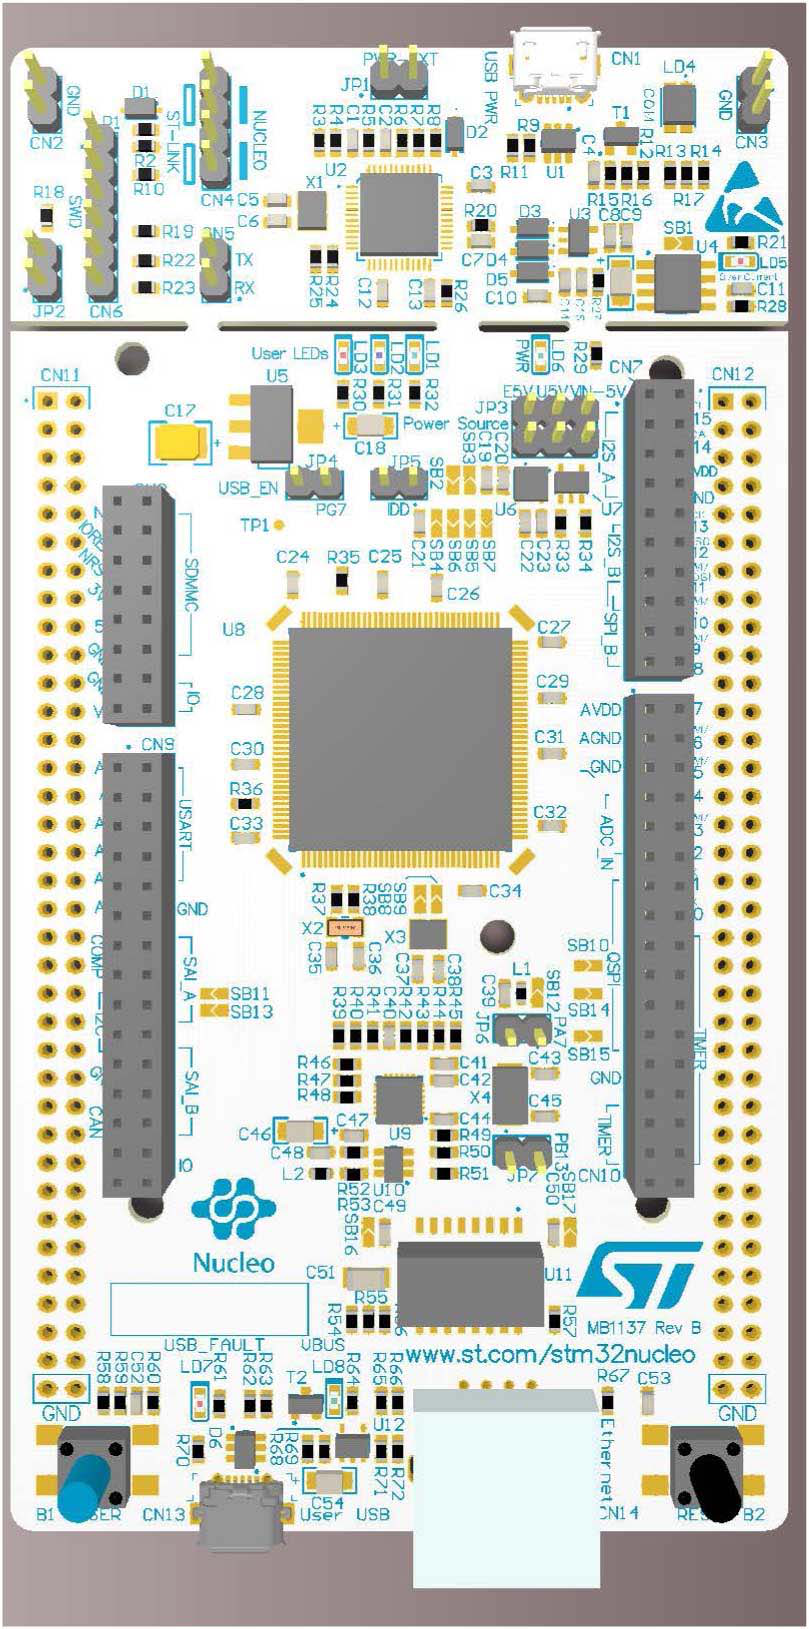 PWR EXT
JP1
USB PWR
CN1
LD4
COM
GND
CN3
GND
CN2
D1
ST-LINK
NUCLEO
R2
R10
CN4
R3 R4 C1 R5 C2 R6 R7 R8
D2
U2
R9
R11
U1
C4
T1
R12
R13 R14
R15 R16
R17
R18
SWD
C5
C6
X1
C3
R20
C7
D3
D4
D5
U3
C8 C9
SB1
U4
R21
LD5
C11
R28
R19
R22
R23
CN5
TX
RX
R25 R24
C12
C13
R26
C10
R27
JP2
CN6
User LEDs
LD3 LD2 LD1
PWR
LD6
R29
CN7
CN11
CN12
U5
R30 R31 R32
C17
C18
Power Source
JP3
E5V U5V VIN-5V
USB_EN
JP4
PG7
JP5
IDD
SB2
SB3
C19 C20
U6
U7
TP1
C21
SB4 SB6 SB5 SB7
C22 C23
R33 R34
I2S_A
I2S_B
SPI_B
SDMMC
IO
C24
R35
C25
C26
U8
C27
C28
C29
C30
C31
R36
C33
C32
AVDD
AGND
GND
ADC_IN
CN9
USART
GND
R37 R38
SB8 SB9
C34
X2
X3
C35
C36
C37
C38
COMP
SAI_A
SB11
SB13
SB10
QSPI
SB14
SB15
TIMER
C39
L1
SB12
JP6
PA7
R39 R40 R41 C40 R42 R43 R44 R45
R46
R47
R48
C41
C42
C43
X4
GND
SAI_B
CAN
C44
C45
C46
C47
U9
R49
C48
R50
L2
R51
R52
R53
U10
C49
JP7
PB13
C50
SB17
TIMER
CN10
IO
SB16
Nucleo
C51
R55
R54
U11
R57
MB1137 Rev B
www.st.com/stm32nucleo
USB_FAULT
VBUS
R58 R59 C52 R60
LD7
R61
R62 R63
T2
LD8
R64 R65 R66
R67
C53
GND
GND
R70
D6
R68
R69
U12
R71 R72
C54
Ethernet
B1
CN13
User USB
CN14
B2